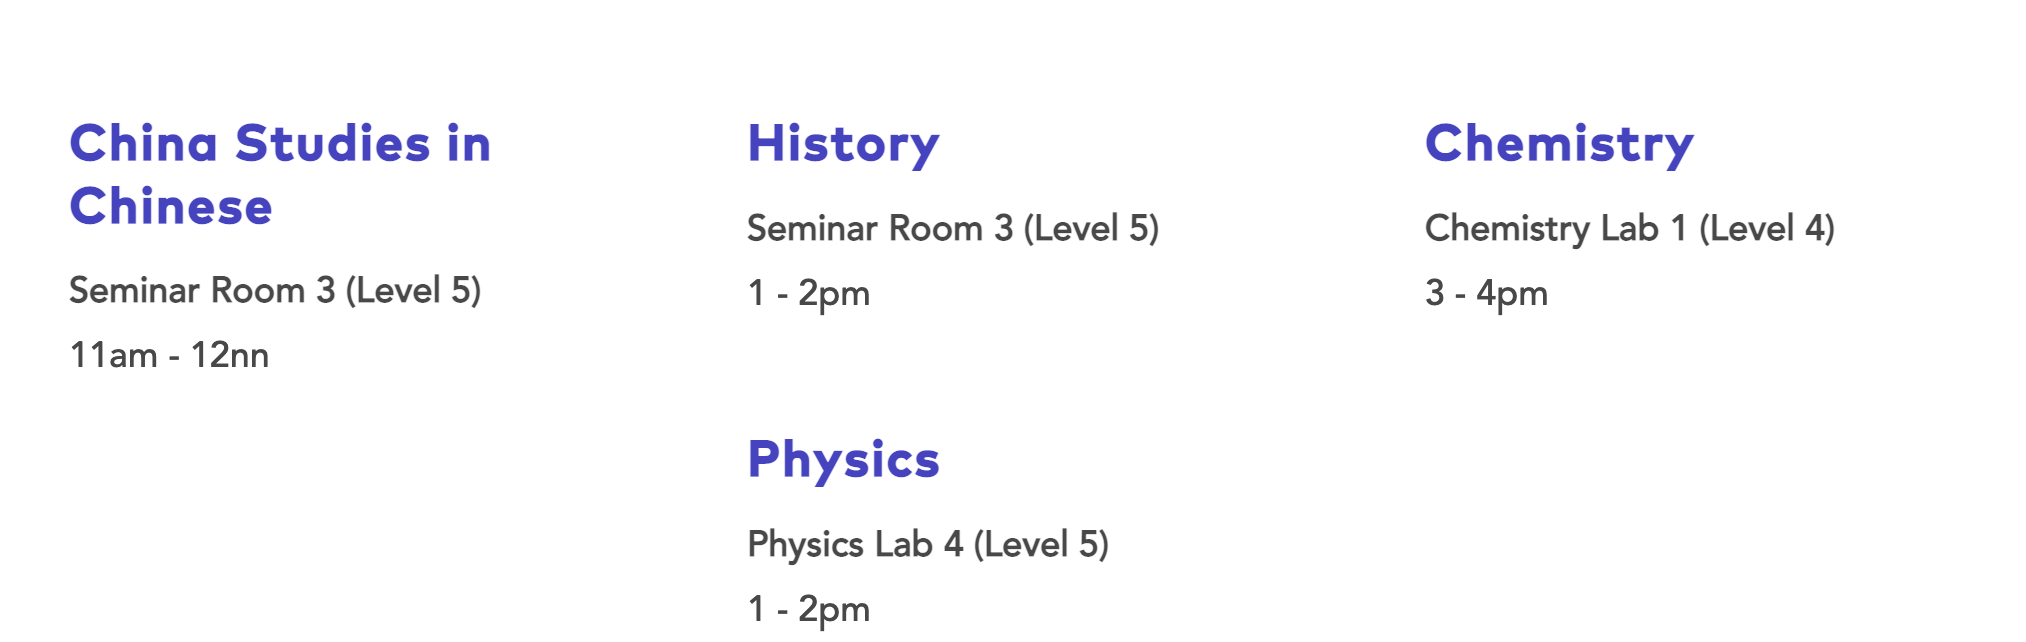 China Studies in
Chinese
Seminar Room 3 (Level 5)
11am - 12nn
History
Seminar Room 3 (Level 5)
1 - 2pm
Physics
Physics Lab 4 (Level 5)
1 - 2pm
Chemistry
Chemistry Lab 1 (Level 4)
3 - 4pm